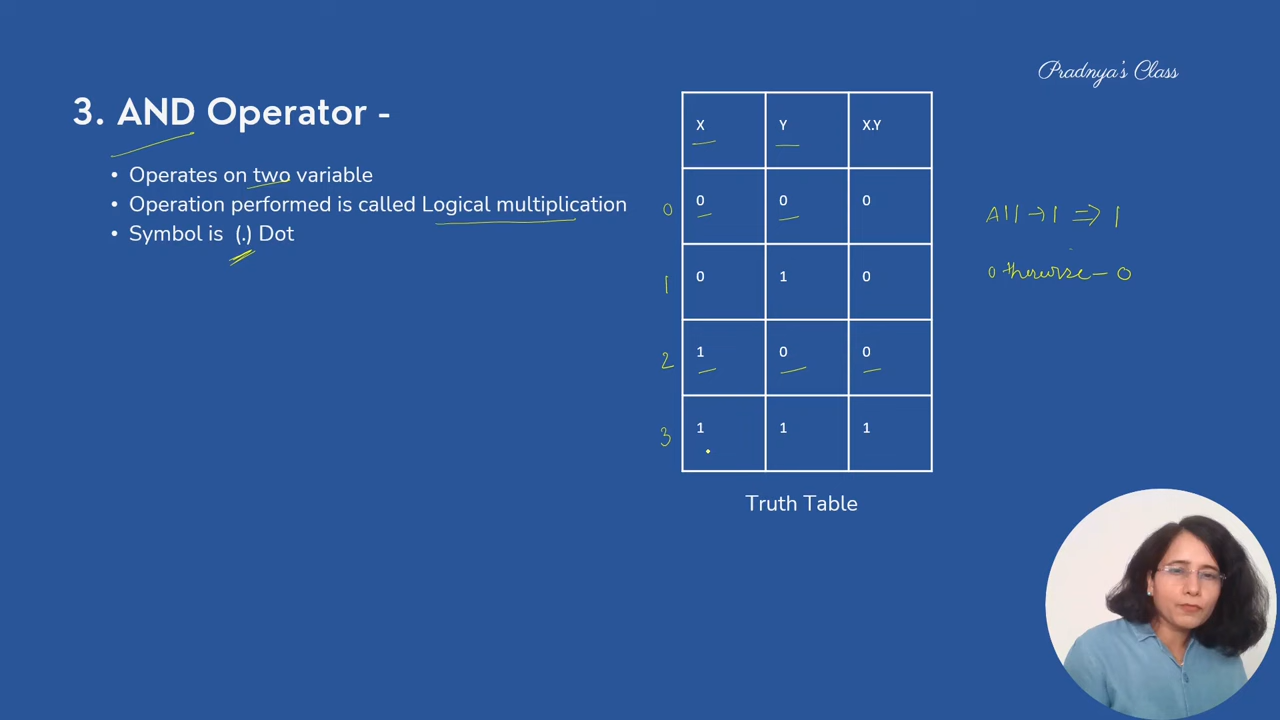 Pradnya's Class
3. AND Operator -
• Operates on two variable
• Operation performed is called Logical multiplication
• Symbol is (.) Dot
X Y X.Y
0 0 0 0
1 0 1 0
2 1 0 0
3 1 1 1
Truth Table
All → 1 ⇒ 1
otherwise - 0